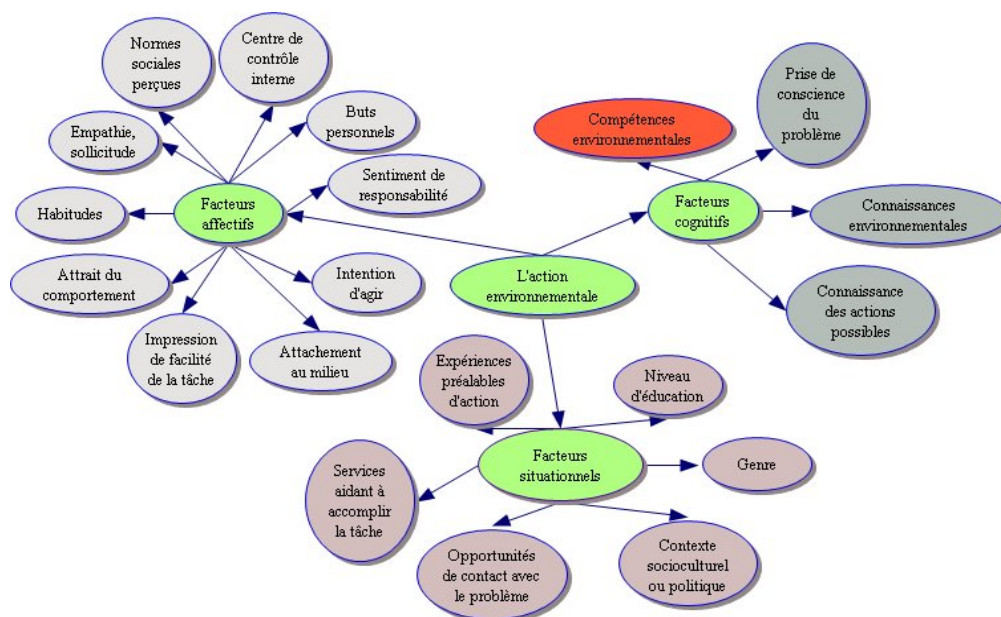 Normes
sociales
perçues
Centre de
contrôle
interne
Buts
personnels
Empathie,
sollicitude
Sentiment de
responsabilité
Habitudes
Facteurs
affectifs
Attrait du
comportement
Intention
d'agir
Impression
de facilité
de la tâche
Attachement
au milieu
Prise de
conscience
du
problème
Compétences
environnementales
Facteurs
cognitifs
Connaissances
environnementales
Connaissance
des actions
possibles
L'action
environnementale
Expériences
préalables
d'action
Niveau
d'éducation
Facteurs
situationnels
Genre
Services
aidant à
accomplir
la tâche
Opportunités
de contact avec
le problème
Contexte
socioculturel
ou politique